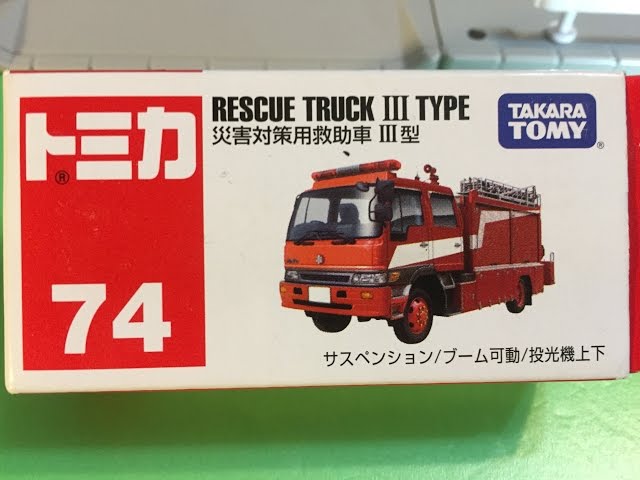 トミカ
®
74
RESCUE TRUCK III TYPE
災害対策用救助車 III型
TAKARA
TOMY
®
サスペンション/ブーム可動/投光機上下